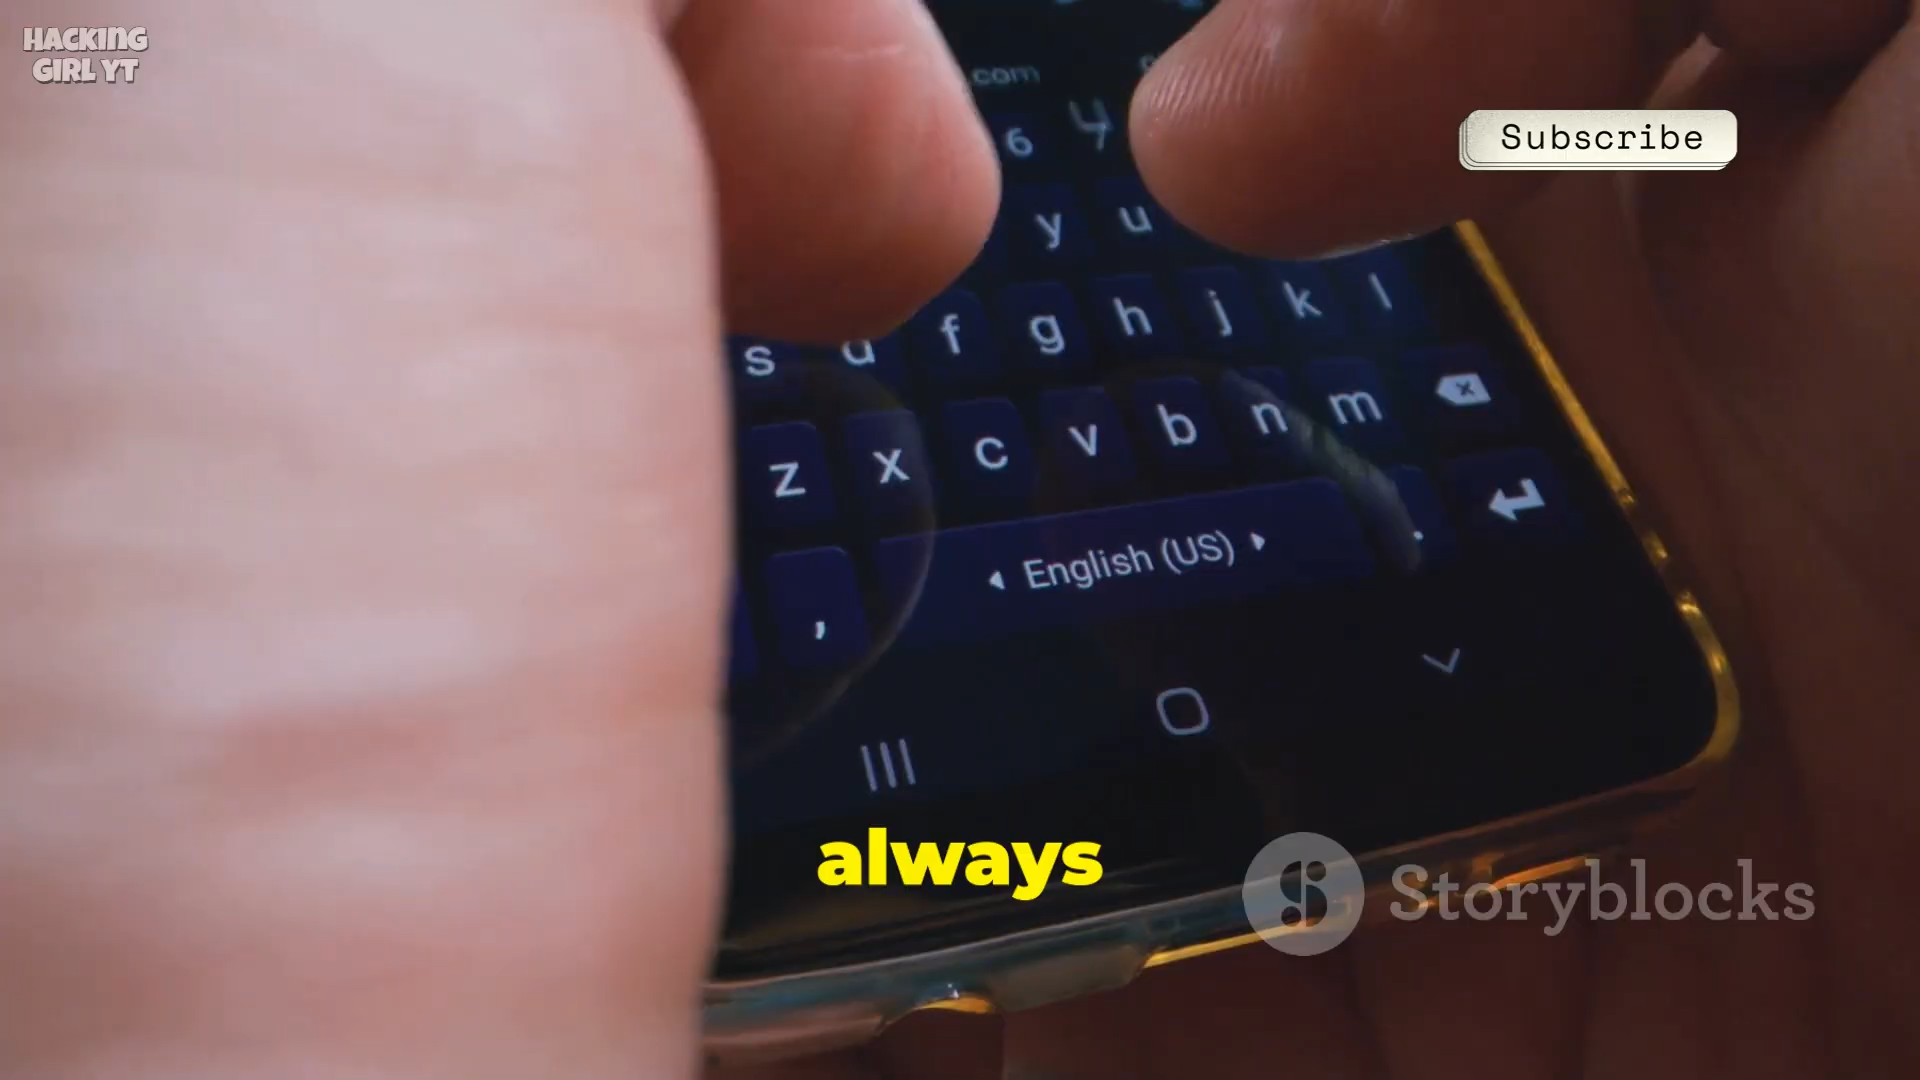 HACKING
GIRL YT
Subscribe
.com
6
y u
s d f g h j k l
z x c v b n m
, English (US) .
always
Storyblocks